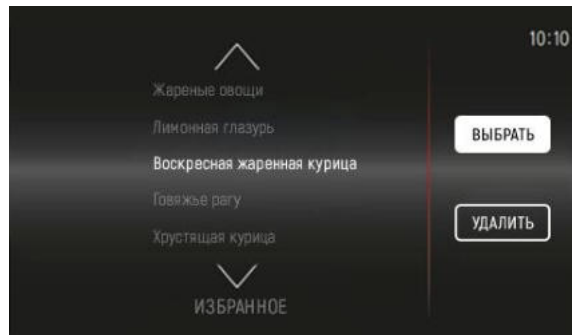 10:10
Жареные овощи
Лимонная глазурь
Воскресная жаренная курица
Говяжье рагу
Хрустящая курица
ИЗБРАННОЕ
ВЫБРАТЬ
УДАЛИТЬ